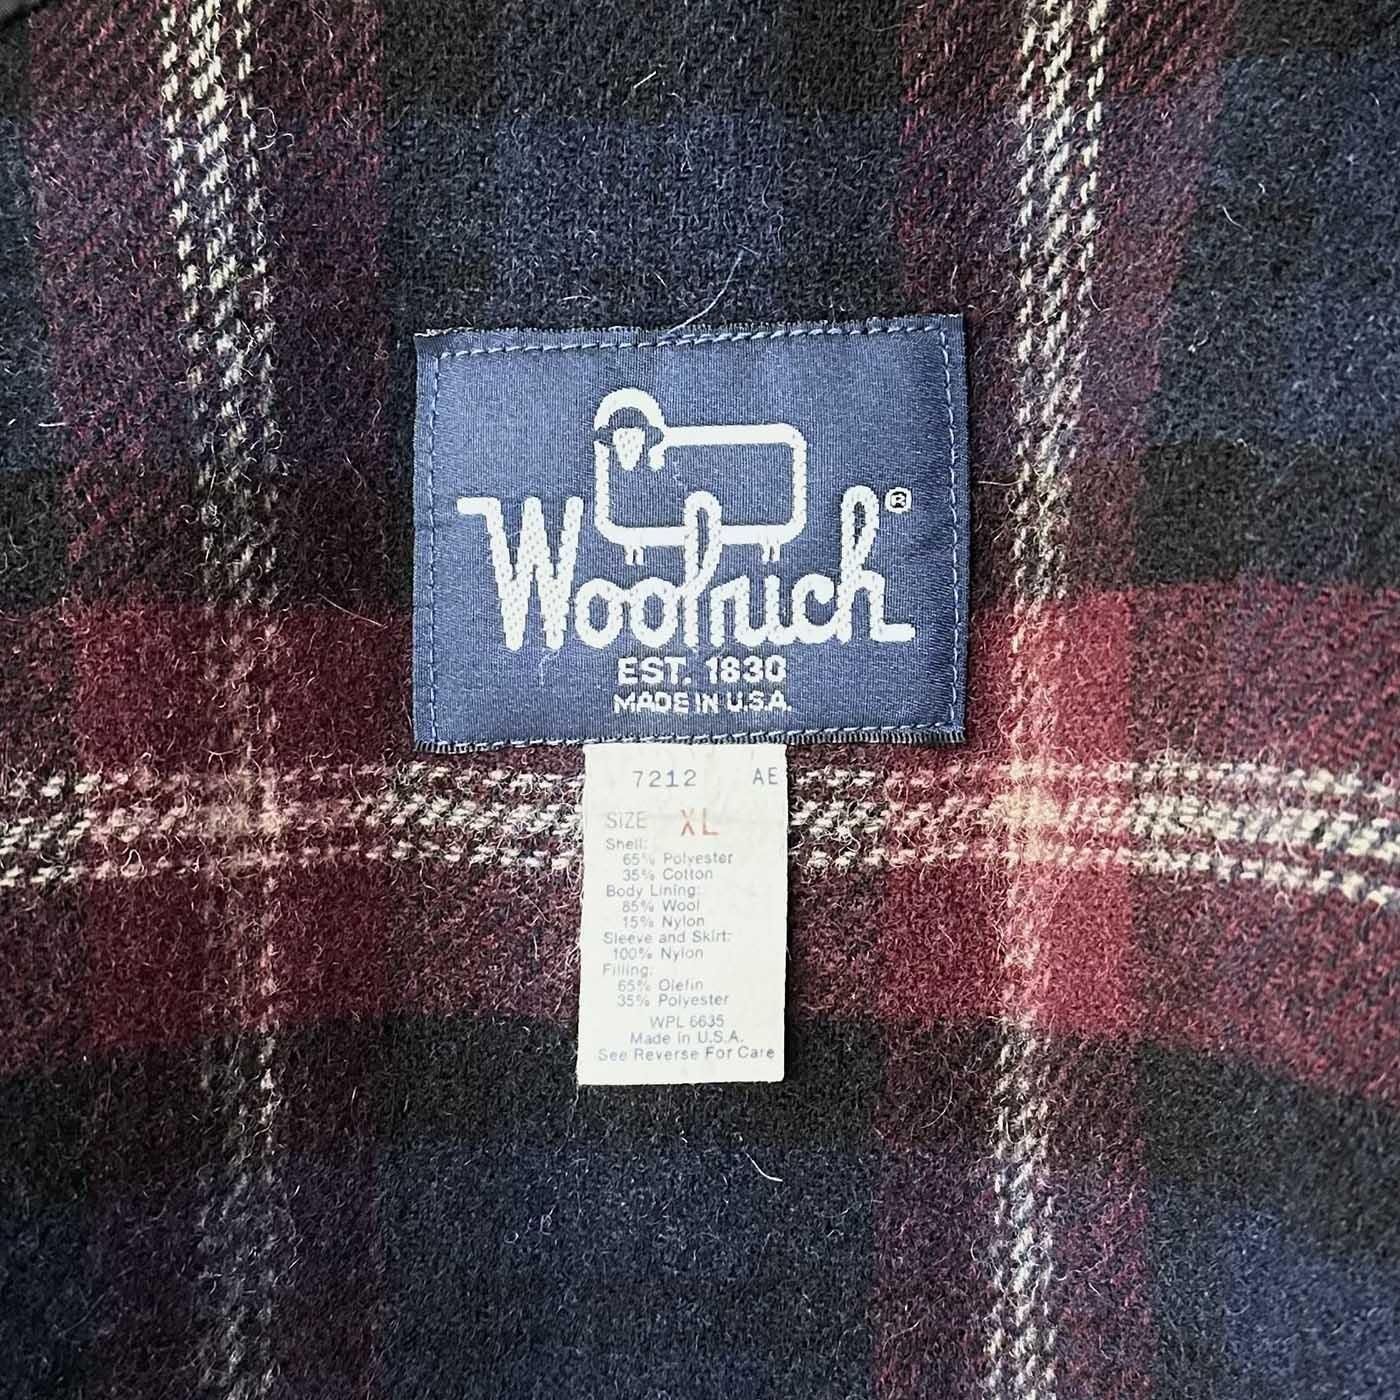 Woolrich®
EST. 1830
MADE IN U.S.A.
7212 AE
SIZE XL
Shell:
65% Polyester
35% Cotton
Body Lining:
85% Wool
15% Nylon
Sleeve and Skirt:
100% Nylon
Filling:
65% Olefin
35% Polyester
WPL 6635
Made in U.S.A.
See Reverse For Care